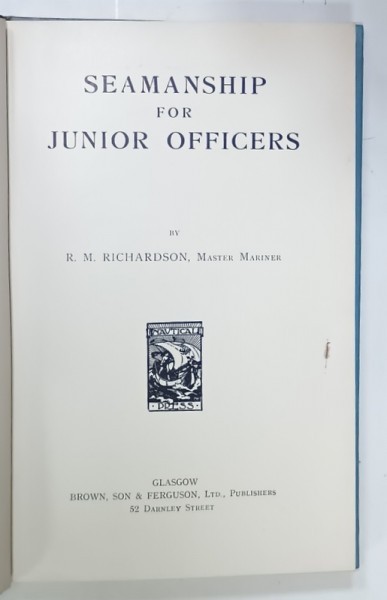 SEAMANSHIP
FOR
JUNIOR OFFICERS
BY
R. M. RICHARDSON, MASTER MARINER
NAUTICAL
PRESS
GLASGOW
BROWN, SON & FERGUSON, LTD., PUBLISHERS
52 DARNLEY STREET